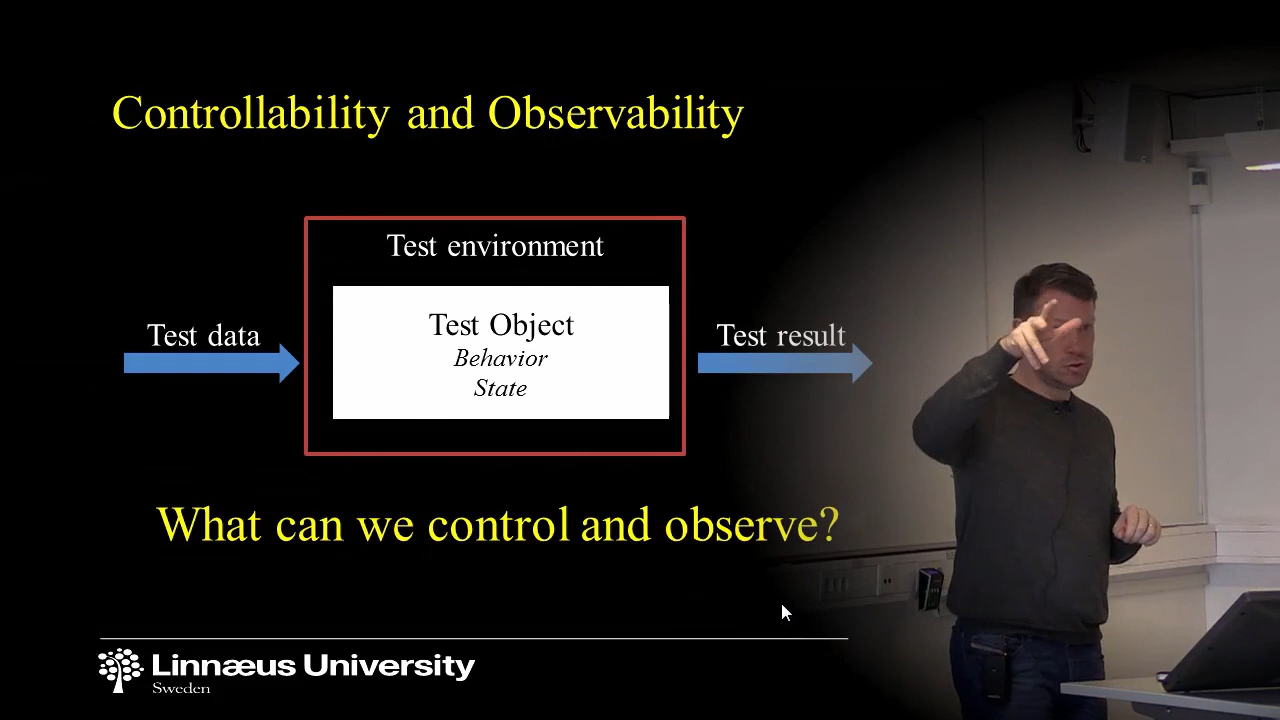 Controllability and Observability
Test environment
Test data
Test Object
Behavior
State
Test result
What can we control and observe?
Linnæus University
Sweden